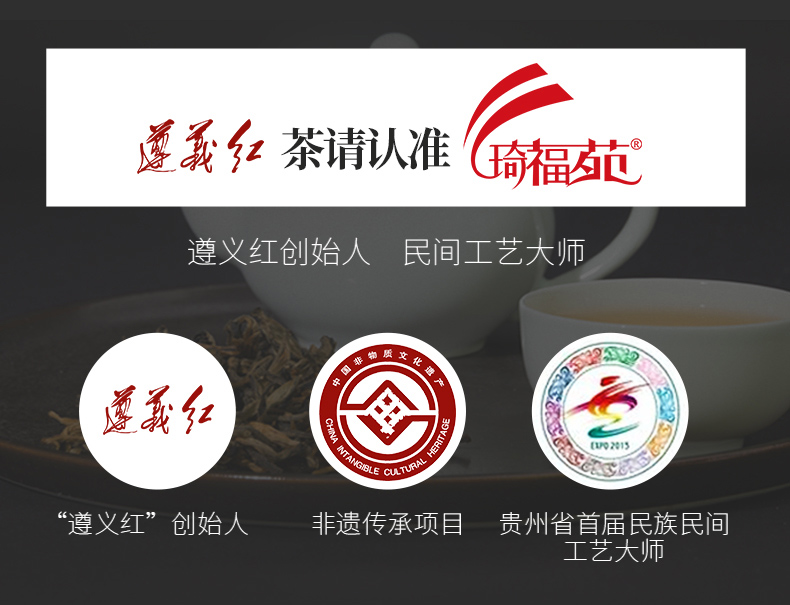 遵義红 茶请认准 琦福苑®
遵义红创始人 民间工艺大师
遵義红
中国非物质文化遗产
CHINA INTANGIBLE CULTURAL HERITAGE
EXPO 2013
“遵义红”创始人
非遗传承项目
贵州省首届民族民间
工艺大师